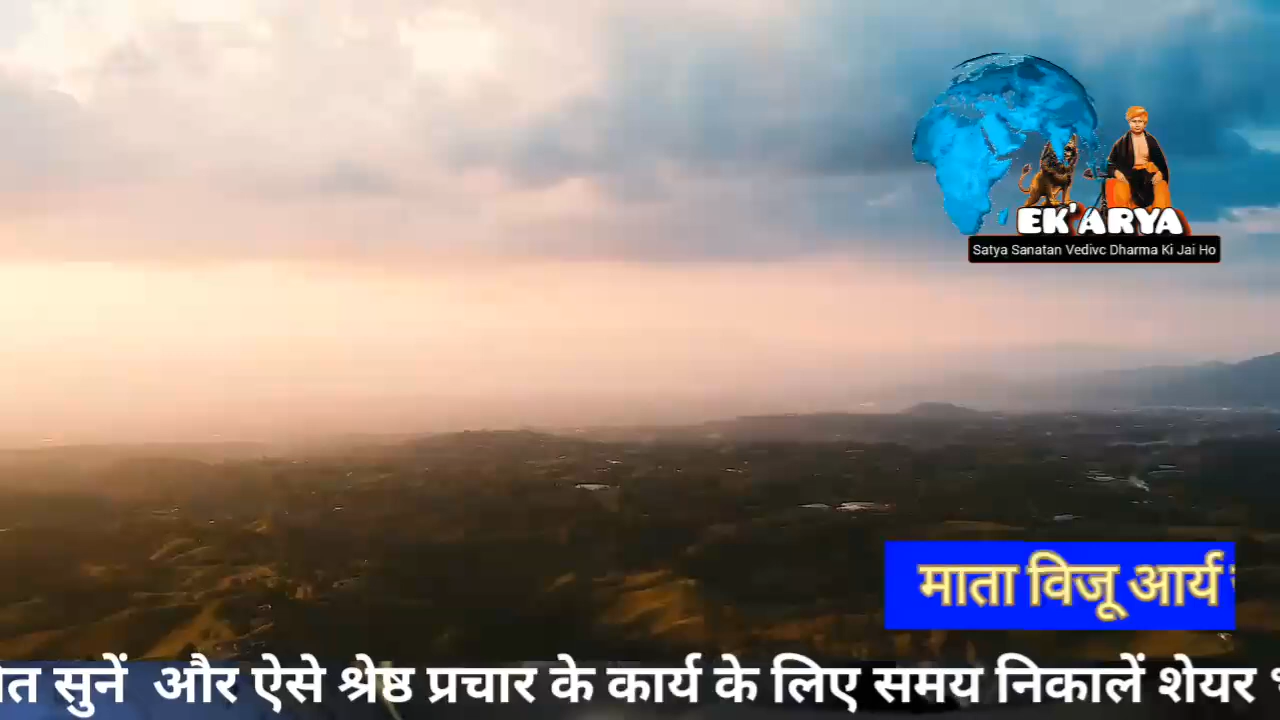 EK'ARYA
Satya Sanatan Vedivc Dharma Ki Jai Ho
माता विजू आर्य
सुनें और ऐसे श्रेष्ठ प्रचार के कार्य के लिए समय निकालें शेयर